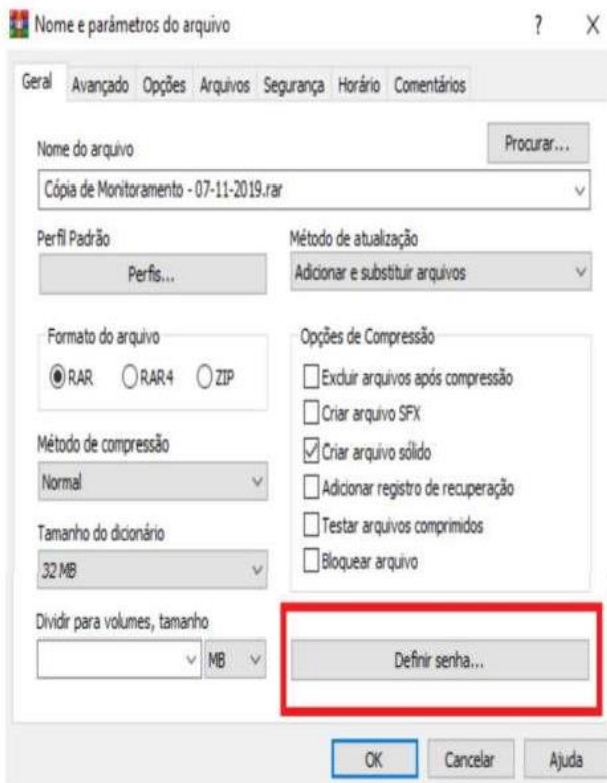 Nome e parâmetros do arquivo ? X
Geral Avançado Opções Arquivos Segurança Horário Comentários
Nome do arquivo
Procurar...
Cópia de Monitoramento - 07-11-2019.rar
Perfil Padrão
Perfis...
Método de atualização
Adicionar e substituir arquivos
Formato do arquivo
RAR RAR4 ZIP
Método de compressão
Normal
Tamanho do dicionário
32 MB
Dividir para volumes, tamanho
MB
Opções de Compressão
Excluir arquivos após compressão
Criar arquivo SFX
Criar arquivo sólido
Adicionar registro de recuperação
Testar arquivos comprimidos
Bloquear arquivo
Definir senha...
OK Cancelar Ajuda